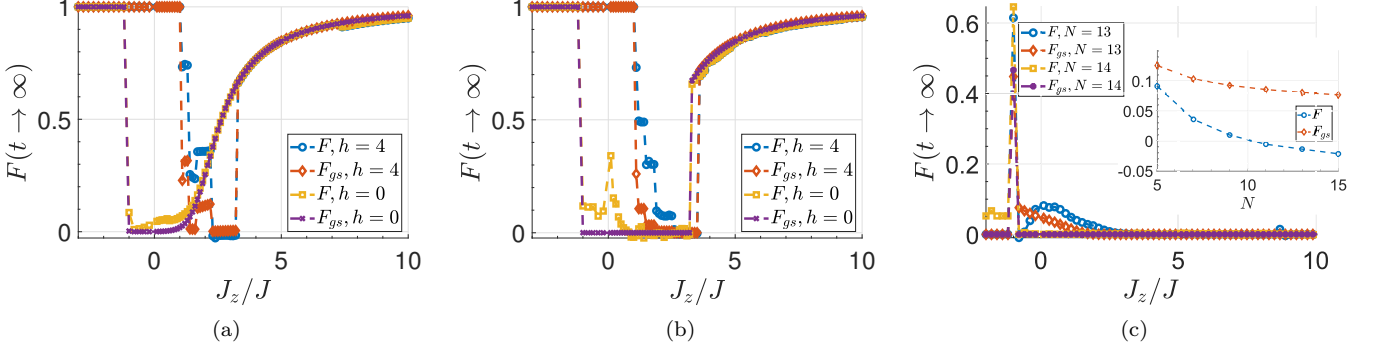 F(t → ∞)
1
0.5
0
0
5
10
J_z/J
F, h = 4
F_gs, h = 4
F, h = 0
F_gs, h = 0
(a)
F(t → ∞)
1
0.5
0
0
5
10
J_z/J
F, h = 4
F_gs, h = 4
F, h = 0
F_gs, h = 0
(b)
F(t → ∞)
0.6
0.4
0.2
0
0
5
10
J_z/J
F, N = 13
F_gs, N = 13
F, N = 14
F_gs, N = 14
0.1
0.05
0
-0.05
5
10
15
N
F
F_gs
(c)